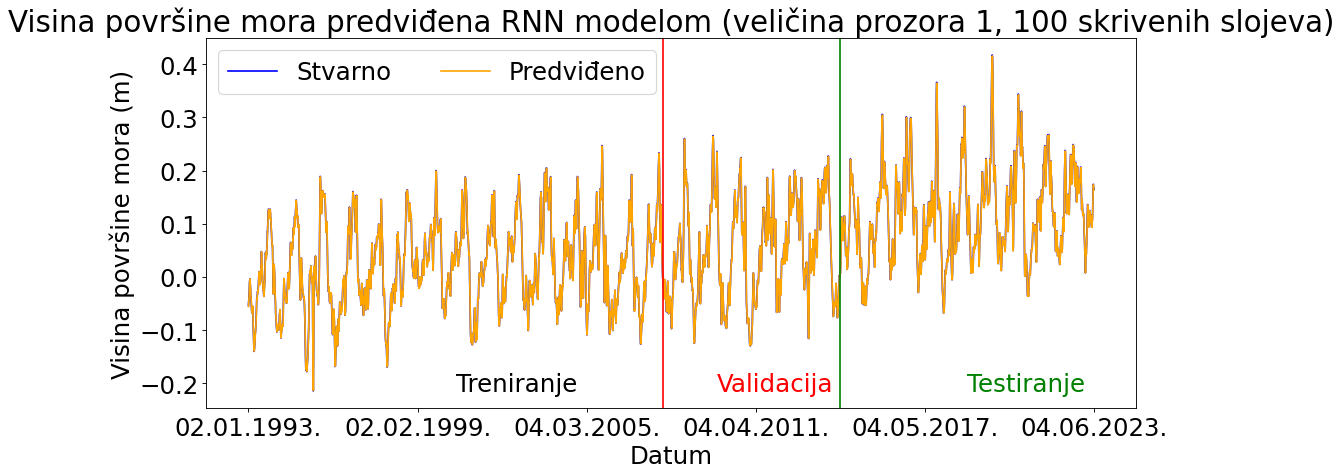 Visina površine mora predviđena RNN modelom (veličina prozora 1, 100 skrivenih slojeva)
Stvarno Predviđeno
Visina površine mora (m)
0.4
0.3
0.2
0.1
0.0
−0.1
−0.2
Treniranje Validacija Testiranje
02.01.1993. 02.02.1999. 04.03.2005. 04.04.2011. 04.05.2017. 04.06.2023.
Datum